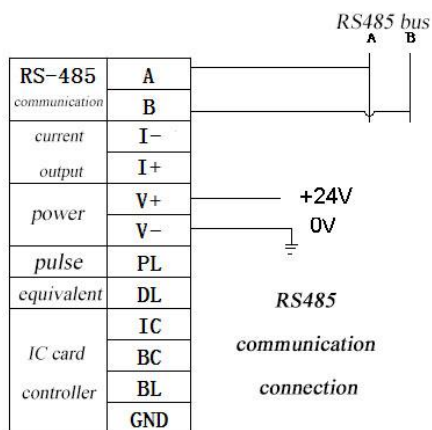 RS485 bus
A B
RS-485 A
communication B
current I-
output I+
power V+ +24V
V- 0V
pulse PL
equivalent DL
IC card controller IC
BC
BL
GND
RS485
communication
connection